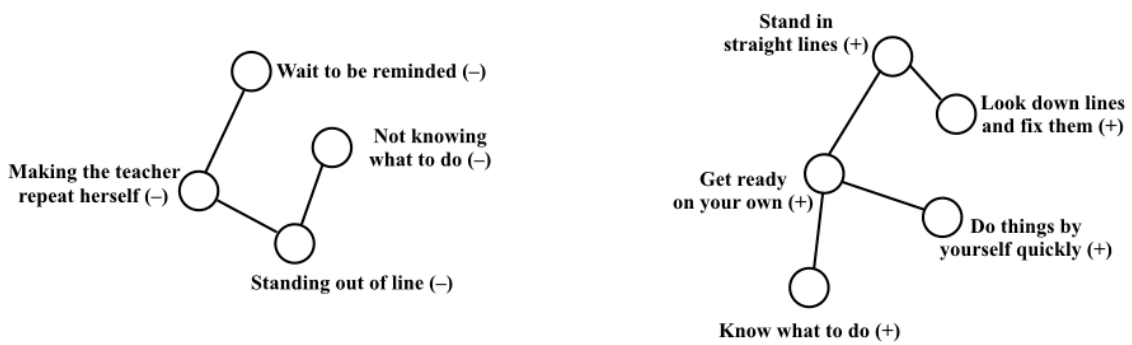 Wait to be reminded (–)
Not knowing
what to do (–)
Making the teacher
repeat herself (–)
Standing out of line (–)
Stand in
straight lines (+)
Look down lines
and fix them (+)
Get ready
on your own (+)
Do things by
yourself quickly (+)
Know what to do (+)